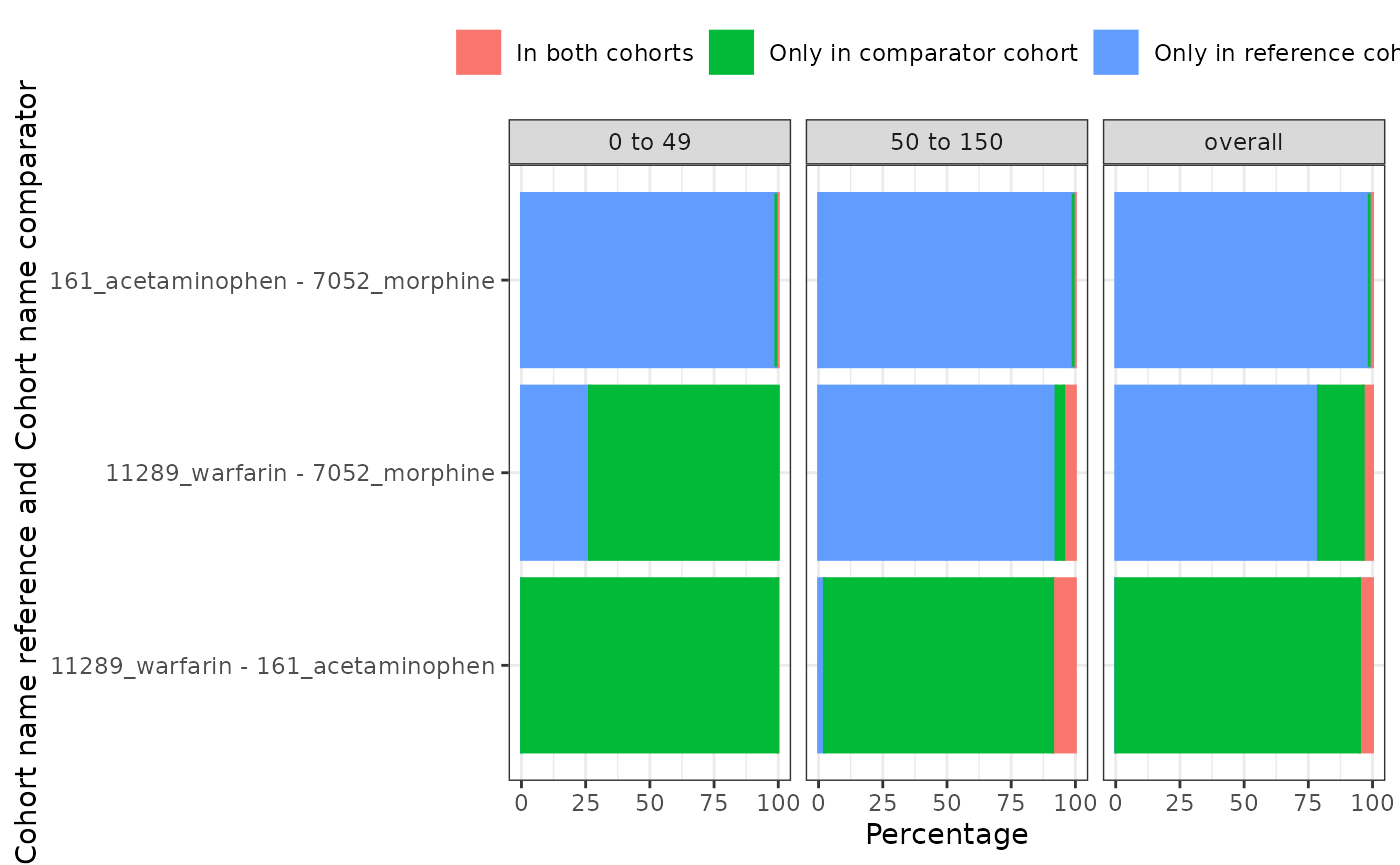 In both cohorts Only in comparator cohort Only in reference coh
0 to 49 50 to 150 overall
Cohort name reference and Cohort name comparator
161_acetaminophen - 7052_morphine
11289_warfarin - 7052_morphine
11289_warfarin - 161_acetaminophen
0 25 50 75 100 0 25 50 75 100 0 25 50 75 100
Percentage